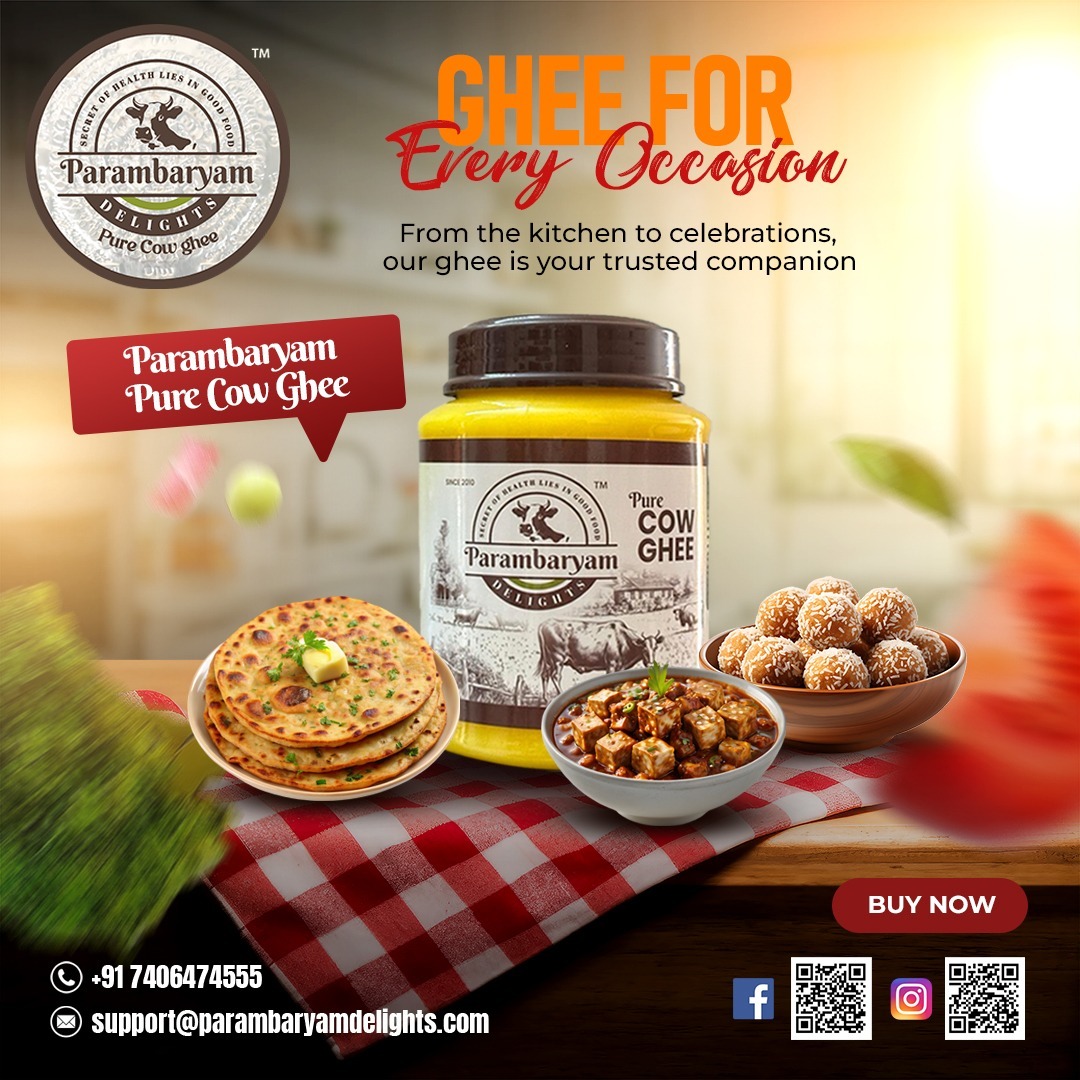 TM
SECRET OF HEALTH LIES IN GOOD FOOD
Parambaryam
DELIGHTS
Pure Cow ghee
GHEE FOR
Every Occasion
From the kitchen to celebrations,
our ghee is your trusted companion
Parambaryam
Pure Cow Ghee
SINCE 2010
TM
SECRET OF HEALTH LIES IN GOOD FOOD
Parambaryam
DELIGHTS
Pure
COW
GHEE
BUY NOW
+91 7406474555
support@parambaryamdelights.com